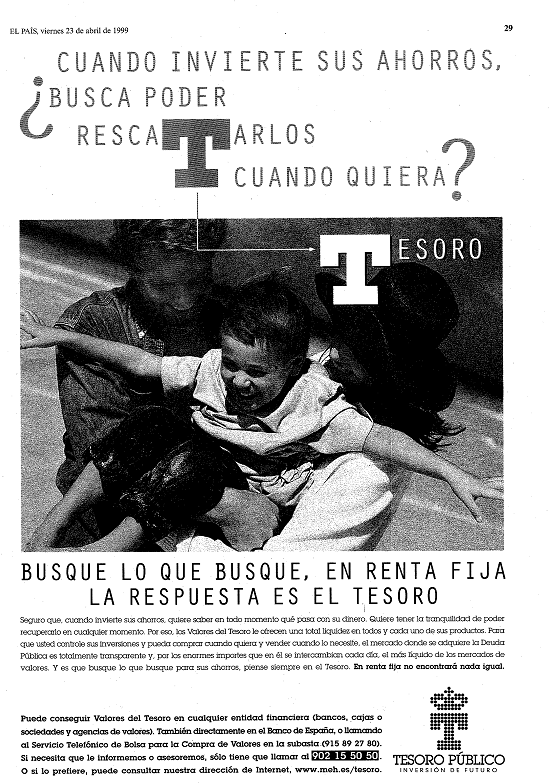 EL PAÍS, viernes 23 de abril de 1999
29
CUANDO INVIERTE SUS AHORROS,
¿BUSCA PODER
RESCATARLOS
CUANDO QUIERA?
TESORO
BUSQUE LO QUE BUSQUE, EN RENTA FIJA
LA RESPUESTA ES EL TESORO
Seguro que, cuando invierte sus ahorros, quiere saber en todo momento qué pasa con su dinero. Quiere tener la tranquilidad de poder
recuperarlo en cualquier momento. Por eso, los Valores del Tesoro le ofrecen una total liquidez en todos y cada uno de sus productos. Para
que usted controle sus inversiones y pueda comprar cuando quiera y vender cuando lo necesite, el mercado donde se adquiere la Deuda
Pública es totalmente transparente y, por los enormes importes que en él se intercambian cada día, el más líquido de los mercados de
valores. Y es que busque lo que busque para sus ahorros, piense siempre en el Tesoro. En renta fija no encontrará nada igual.
Puede conseguir Valores del Tesoro en cualquier entidad financiera (bancos, cajas o
sociedades y agencias de valores). También directamente en el Banco de España, o llamando
al Servicio Telefónico de Bolsa para la Compra de Valores en la subasta (915 89 27 80).
Si necesita que le informemos o asesoremos, sólo tiene que llamar al 902 15 50 50.
O si lo prefiere, puede consultar nuestra dirección de Internet, www.meh.es/tesoro.
TESORO PÚBLICO
INVERSIÓN DE FUTURO